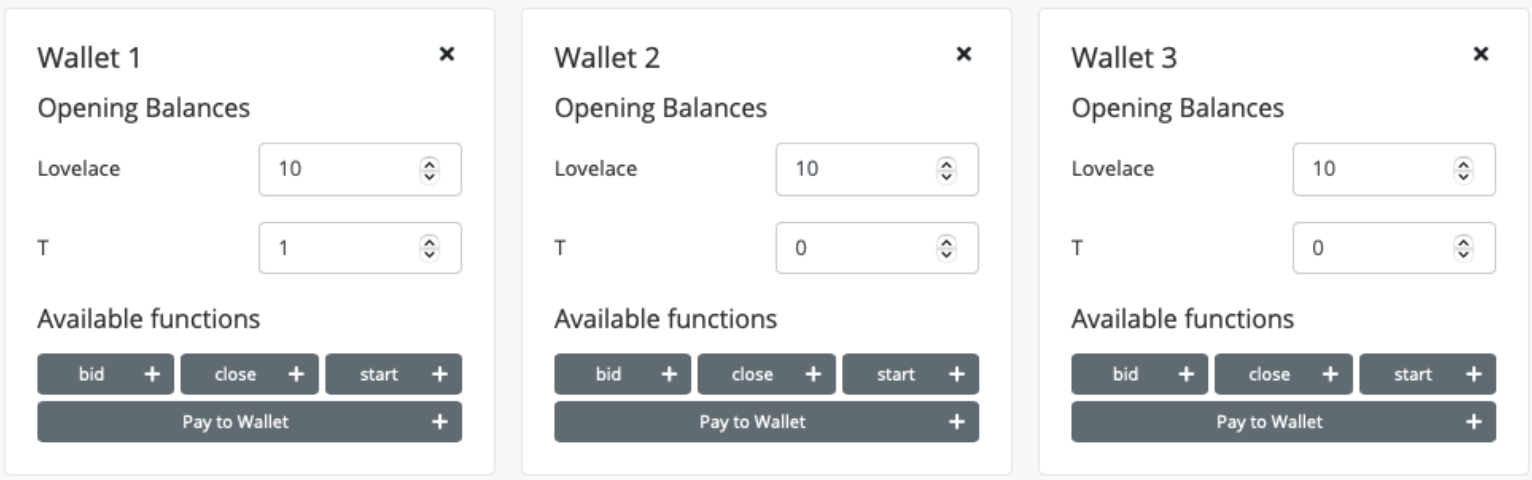 Wallet 1 ×
Opening Balances
Lovelace 10
T 1
Available functions
bid + close + start +
Pay to Wallet +
Wallet 2 ×
Opening Balances
Lovelace 10
T 0
Available functions
bid + close + start +
Pay to Wallet +
Wallet 3 ×
Opening Balances
Lovelace 10
T 0
Available functions
bid + close + start +
Pay to Wallet +